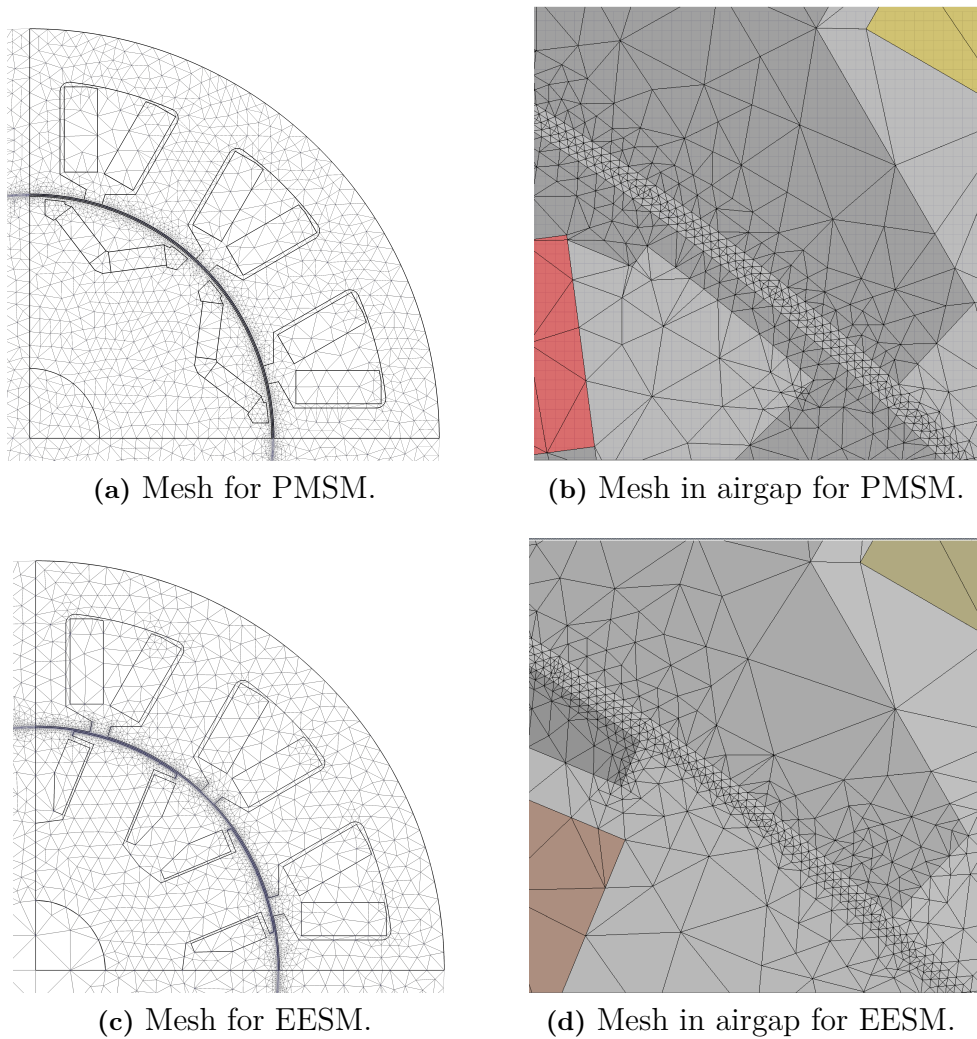 (a) Mesh for PMSM.
(b) Mesh in airgap for PMSM.
(c) Mesh for EESM.
(d) Mesh in airgap for EESM.